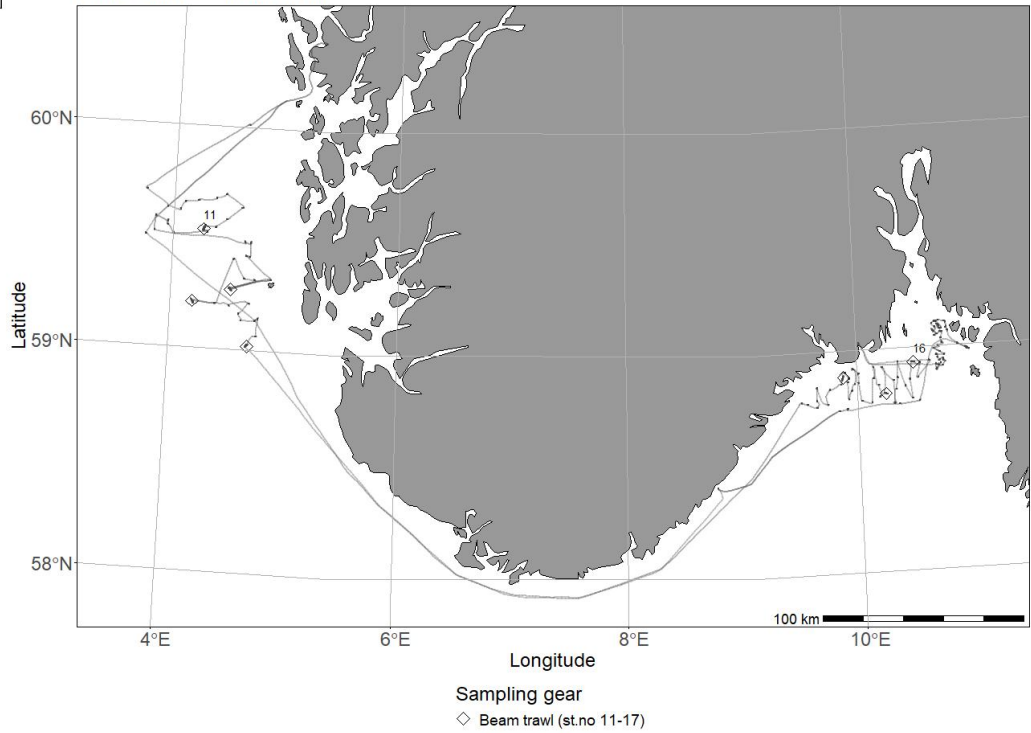 60°N
59°N
58°N
Latitude
11
16
100 km
4°E 6°E 8°E 10°E
Longitude
Sampling gear
Beam trawl (st.no 11-17)